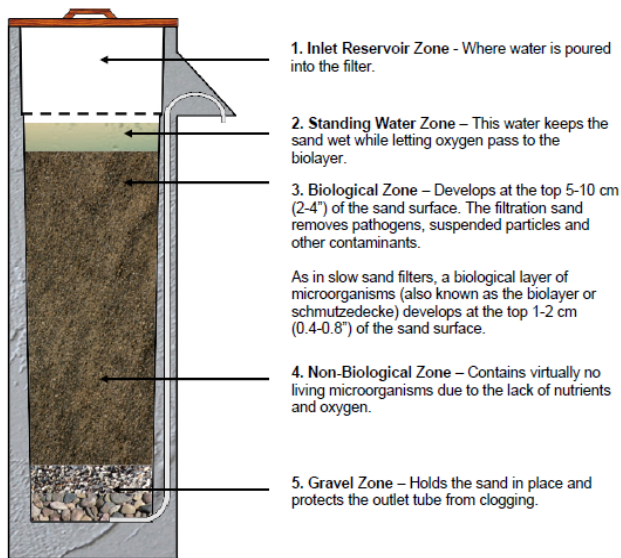 1. Inlet Reservoir Zone - Where water is poured
into the filter.
2. Standing Water Zone – This water keeps the
sand wet while letting oxygen pass to the
biolayer.
3. Biological Zone – Develops at the top 5-10 cm
(2-4”) of the sand surface. The filtration sand
removes pathogens, suspended particles and
other contaminants.
As in slow sand filters, a biological layer of
microorganisms (also known as the biolayer or
schmutzedecke) develops at the top 1-2 cm
(0.4-0.8”) of the sand surface.
4. Non-Biological Zone – Contains virtually no
living microorganisms due to the lack of nutrients
and oxygen.
5. Gravel Zone – Holds the sand in place and
protects the outlet tube from clogging.